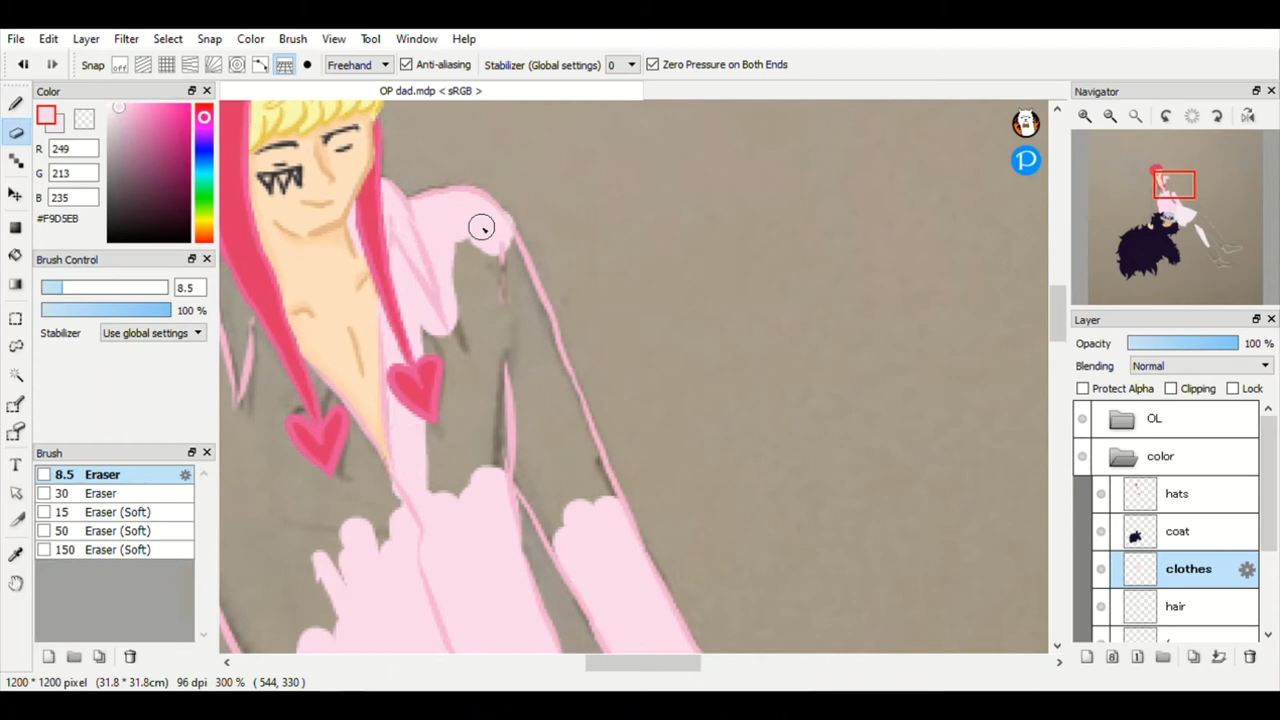 File Edit Layer Filter Select Snap Color Brush View Tool Window Help
Snap off Freehand Anti-aliasing Stabilizer (Global settings) 0 Zero Pressure on Both Ends
Color
OP dad.mdp < sRGB >
Navigator
R 249
G 213
B 235
#F9D5EB
Brush Control
8.5
100 %
Stabilizer Use global settings
Layer
Opacity 100 %
Blending Normal
Protect Alpha Clipping Lock
OL
color
hats
coat
clothes
hair
Brush
8.5 Eraser
30 Eraser
15 Eraser (Soft)
50 Eraser (Soft)
150 Eraser (Soft)
T
P
8
1
1200 * 1200 pixel (31.8 * 31.8cm) 96 dpi 300 % ( 544, 330 )